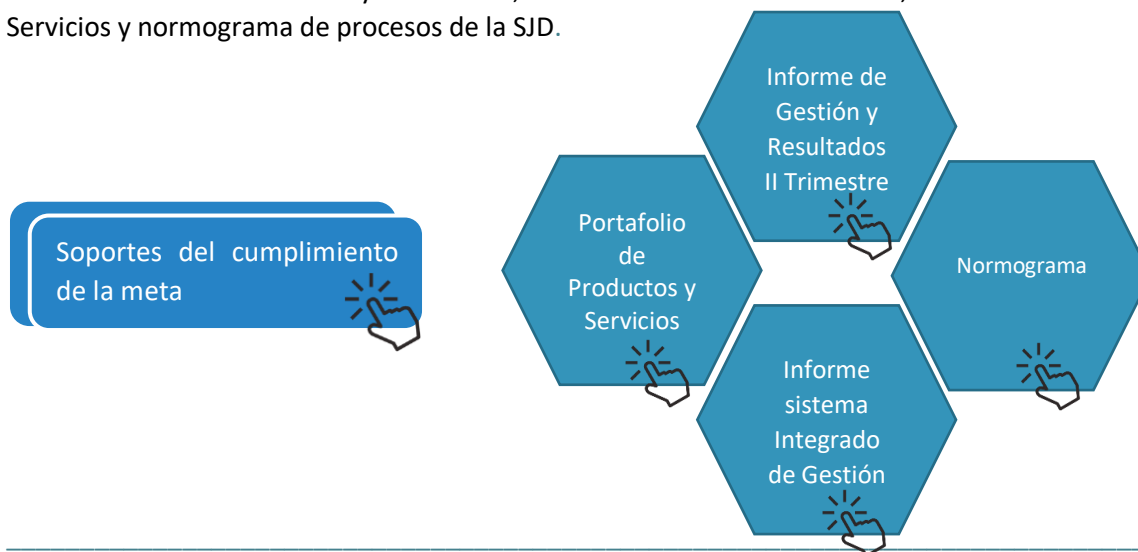 Servicios y normograma de procesos de la SJD.
Soportes del cumplimiento
de la meta
Informe de
Gestión y
Resultados
II Trimestre
Portafolio
de
Productos y
Servicios
Normograma
Informe
sistema
Integrado
de Gestión